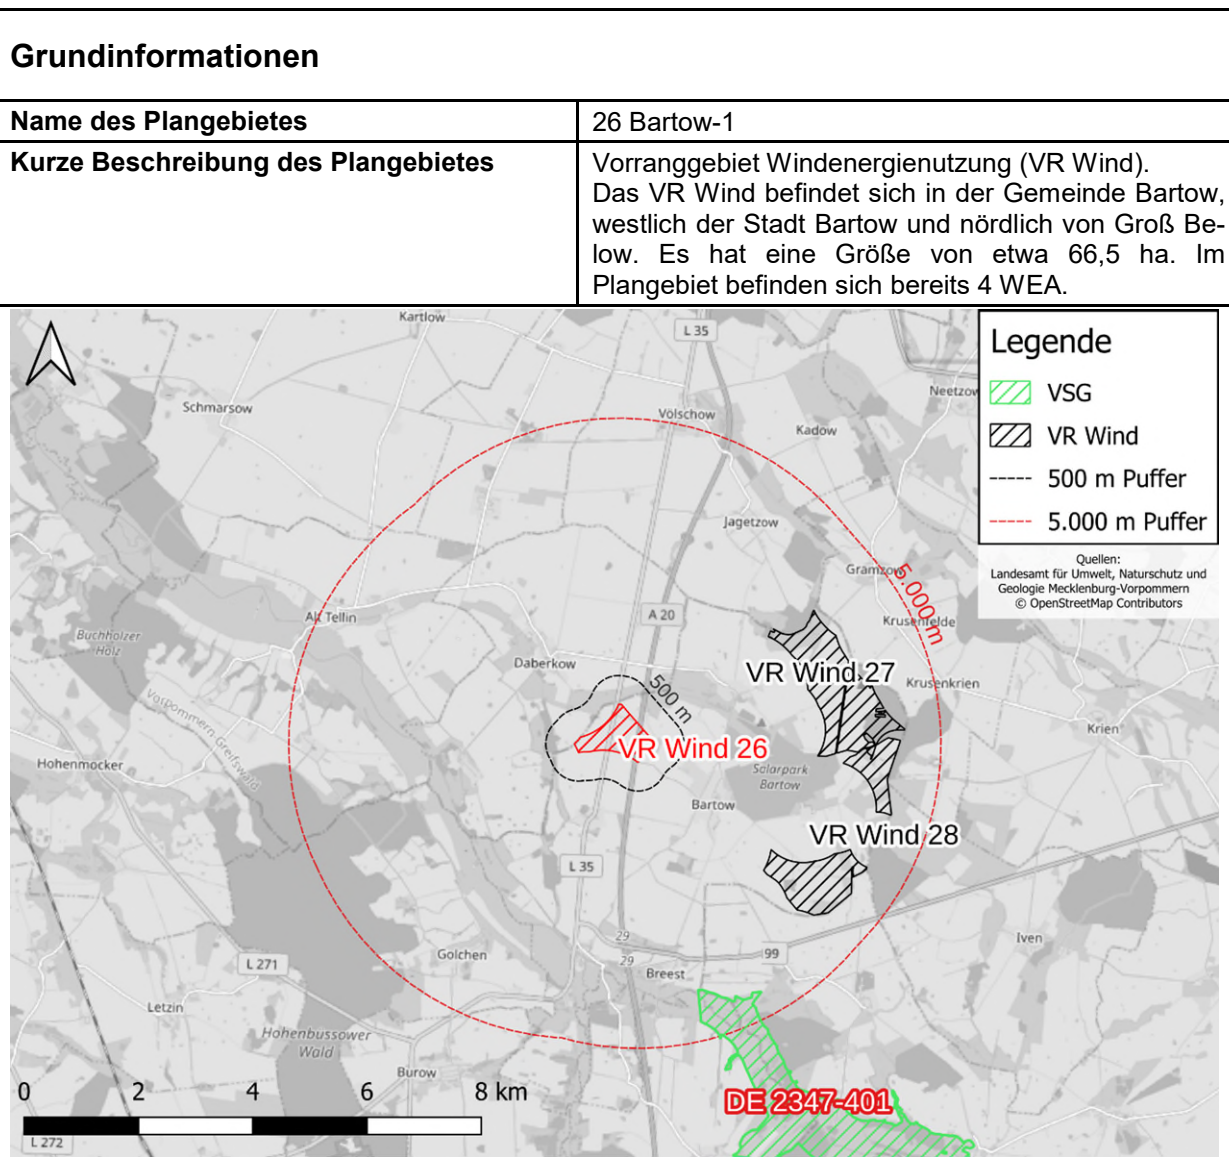 Grundinformationen
Name des Plangebietes
26 Bartow-1
Kurze Beschreibung des Plangebietes
Vorranggebiet Windenergienutzung (VR Wind).
Das VR Wind befindet sich in der Gemeinde Bartow,
westlich der Stadt Bartow und nördlich von Groß Be-
low. Es hat eine Größe von etwa 66,5 ha. Im
Plangebiet befinden sich bereits 4 WEA.
Kartlow
L 35
Legende
VSG
VR Wind
500 m Puffer
5.000 m Puffer
Quellen:
Landesamt für Umwelt, Naturschutz und
Geologie Mecklenburg-Vorpommern
© OpenStreetMap Contributors
Neetzow
Schmarsow
Völschow
Kadow
Jagetzow
Gramzow
5.000 m
Krusenfelde
Alt Tellin
A 20
Buchholzer
Holz
Daberkow
500 m
VR Wind 27
Krusenkrien
Vorpommern-Greifswald
Krien
VR Wind 26
Hohenmocker
Solarpark
Bartow
Bartow
VR Wind 28
L 35
29
29
99
Iven
Golchen
L 271
Breest
Letzin
Hohenbussower
Wald
Burow
DE 2347-401
0 2 4 6 8 km
L 272